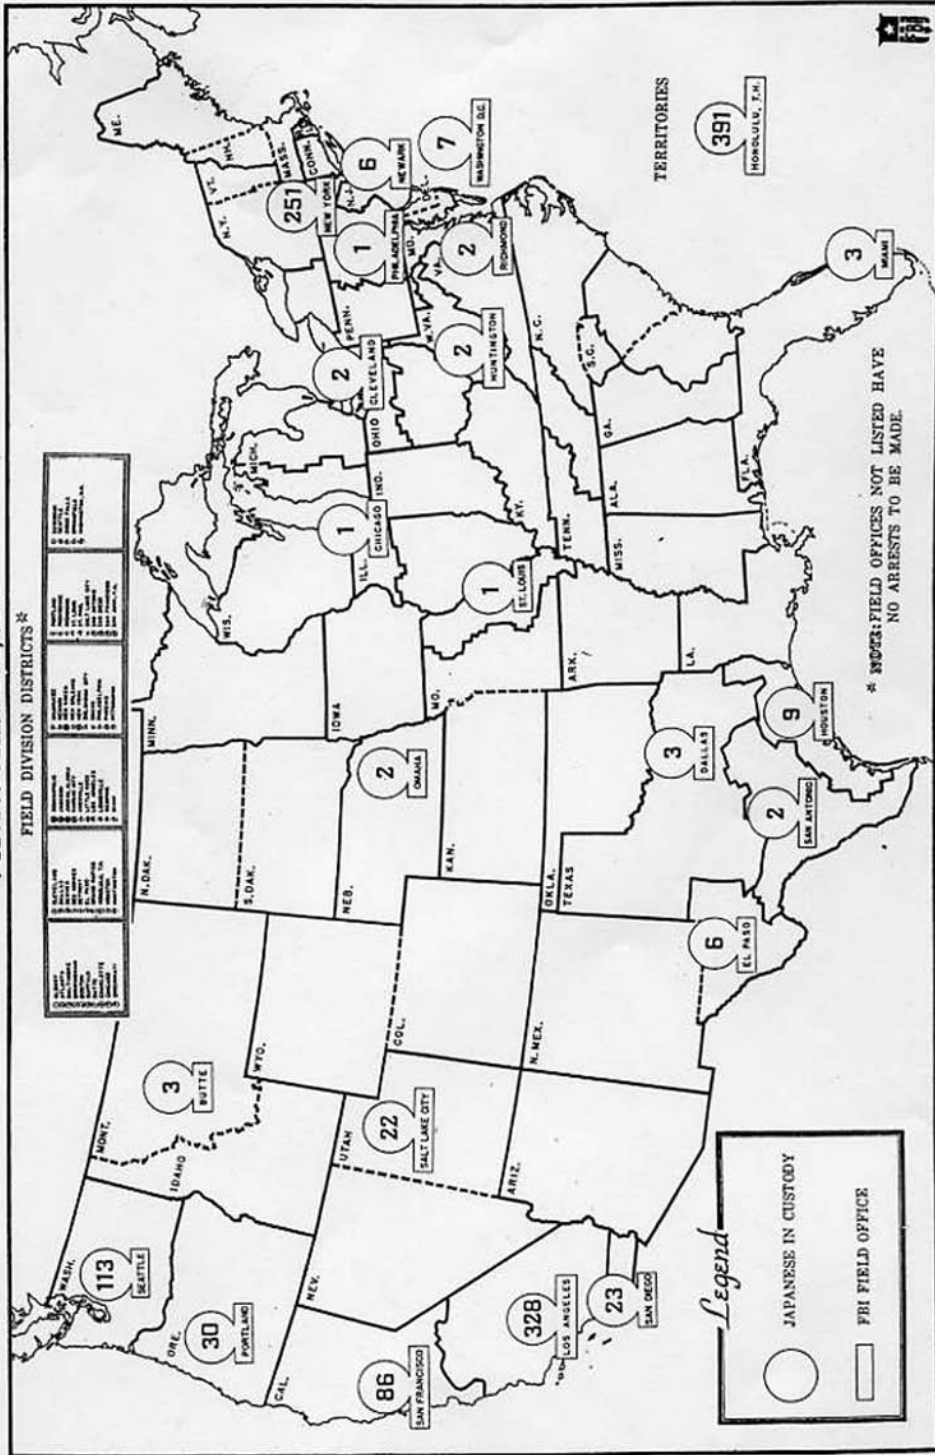 FIELD DIVISION DISTRICTS*
ME.
VT.
N.H.
MASS.
CONN.
N.Y.
251
NEW YORK
6
NEWARK
N.J.
7
WASHINGTON D.C.
DEL.
1
PHILADELPHIA
MD.
PENN.
VA.
2
RICHMOND
W.VA.
2
HUNTINGTON
2
CLEVELAND
OHIO
MICH.
IND.
1
CHICAGO
ILL.
WIS.
KY.
1
ST. LOUIS
TENN.
N.C.
S.C.
GA.
ALA.
MISS.
FLA.
3
MIAMI
LA.
ARK.
MO.
IOWA
MINN.
N.DAK.
S.DAK.
NEB.
2
OMAHA
KAN.
OKLA.
TEXAS
3
DALLAS
9
HOUSTON
2
SAN ANTONIO
6
EL PASO
N.MEX.
COL.
WYO.
MONT.
3
BUTTE
IDAHO
UTAH
22
SALT LAKE CITY
ARIZ.
NEV.
WASH.
113
SEATTLE
ORE.
30
PORTLAND
CAL.
86
SAN FRANCISCO
328
LOS ANGELES
23
SAN DIEGO
TERRITORIES
391
HONOLULU, T.H.
* NOTE: FIELD OFFICES NOT LISTED HAVE
NO ARRESTS TO BE MADE.
Legend
JAPANESE IN CUSTODY
FBI FIELD OFFICE